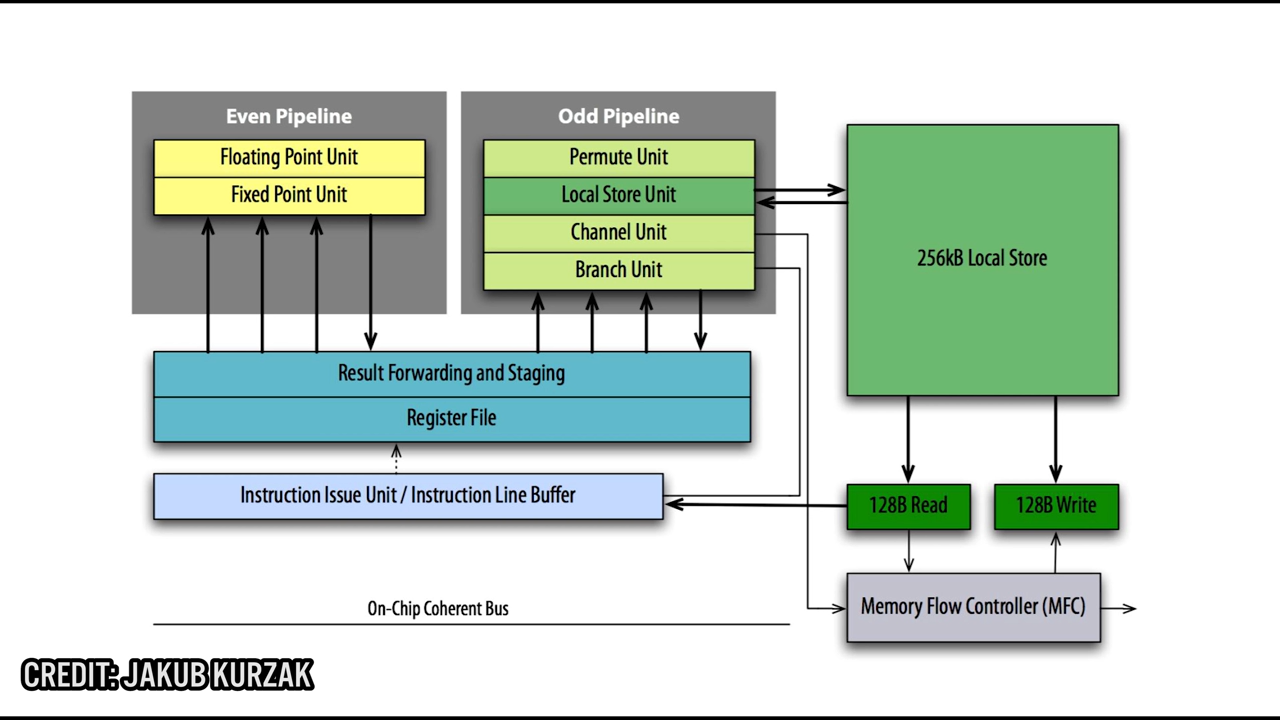 Even Pipeline
Floating Point Unit
Fixed Point Unit
Odd Pipeline
Permute Unit
Local Store Unit
Channel Unit
Branch Unit
256kB Local Store
Result Forwarding and Staging
Register File
Instruction Issue Unit / Instruction Line Buffer
128B Read
128B Write
Memory Flow Controller (MFC)
On-Chip Coherent Bus
CREDIT: JAKUB KURZAK